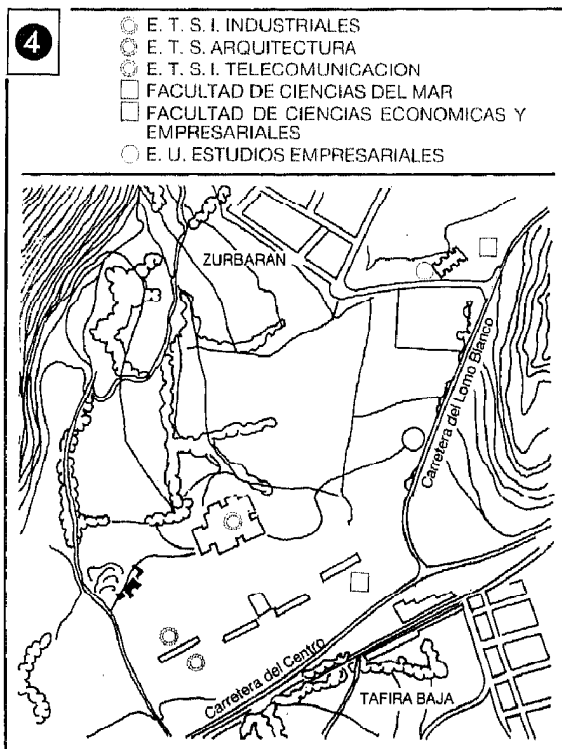 4
E. T. S. I. INDUSTRIALES
E. T. S. ARQUITECTURA
E. T. S. I. TELECOMUNICACION
FACULTAD DE CIENCIAS DEL MAR
FACULTAD DE CIENCIAS ECONOMICAS Y
EMPRESARIALES
E. U. ESTUDIOS EMPRESARIALES
ZURBARAN
Carretera del Lomo Blanco
Carretera del Centro
TAFIRA BAJA